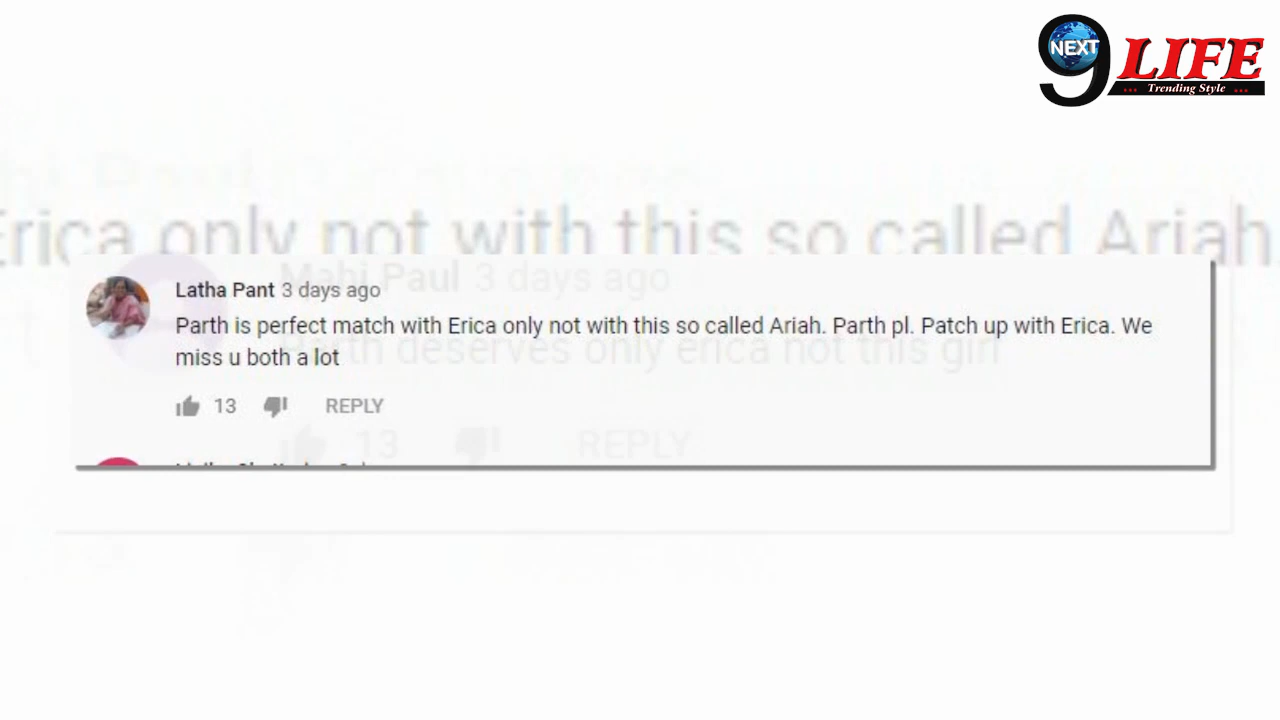 NEXT
9 LIFE
... Trending Style ...
Erica only not with this so called Ariah.
Mahi Paul 3 days ago
Parth deserves only erica not this girl
13 REPLY
Latha Pant 3 days ago
Parth is perfect match with Erica only not with this so called Ariah. Parth pl. Patch up with Erica. We
miss u both a lot
13 REPLY